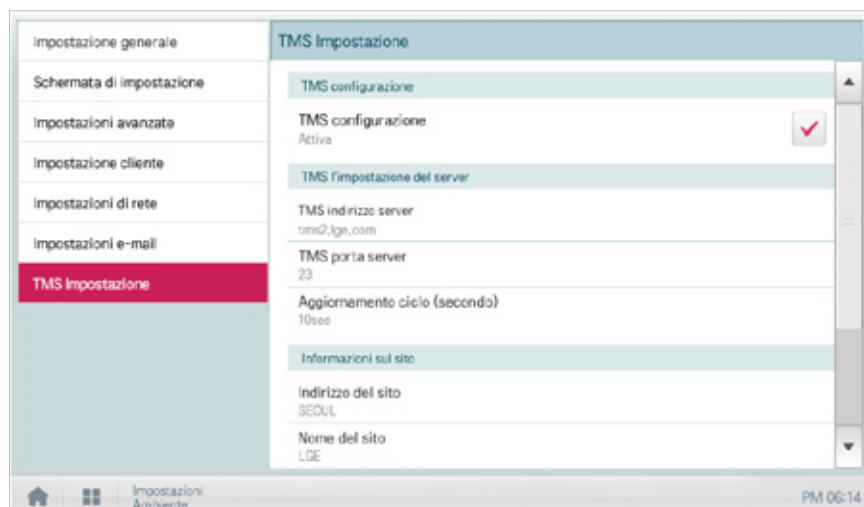 Impostazione generale
Schermata di impostazione
Impostazioni avanzate
Impostazione cliente
Impostazioni di rete
Impostazioni e-mail
TMS Impostazione
TMS Impostazione
TMS configurazione
TMS configurazione
Activa
TMS l'impostazione del server
TMS indirizzo server
tms2,lge,com
TMS porta server
23
Aggiornamento ciclo (secondo)
10sec
Informazioni sul sito
Indirizzo del sito
SEOUL
Nome del sito
LGE
Impostazioni
Ambiente
PM 06:14